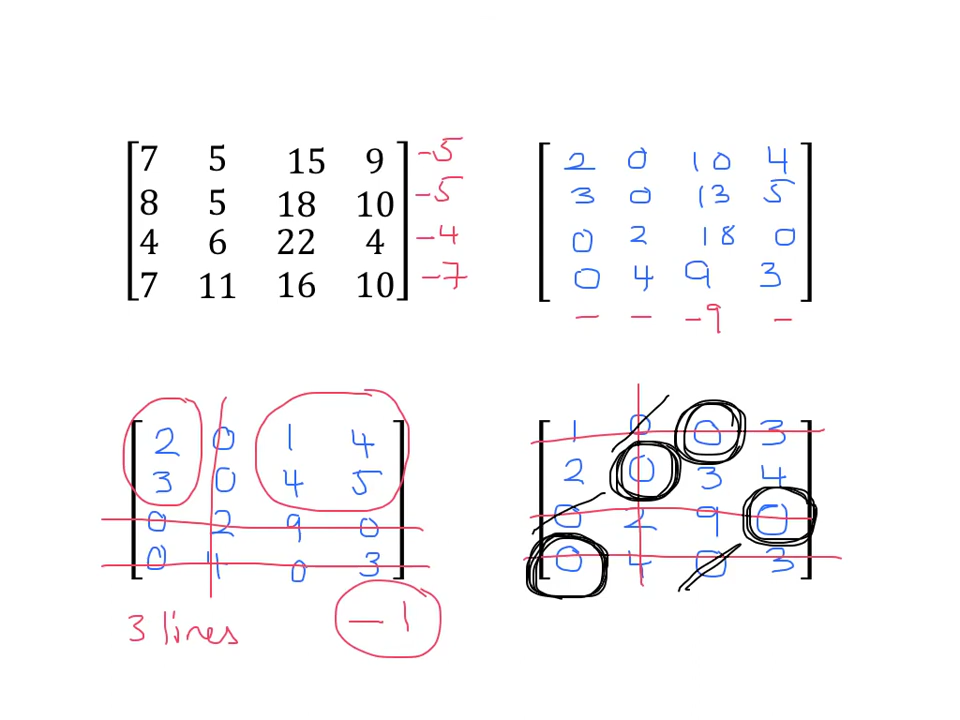 7 5 15 9 -5
8 5 18 10 -5
4 6 22 4 -4
7 11 16 10 -7
2 0 10 4
3 0 13 5
0 2 18 0
0 4 9 3
- - -9 -
2 0 1 4
3 0 4 5
0 2 9 0
0 4 0 3
3 lines -1
1 0 0 3
2 0 3 4
0 2 9 0
0 4 0 3